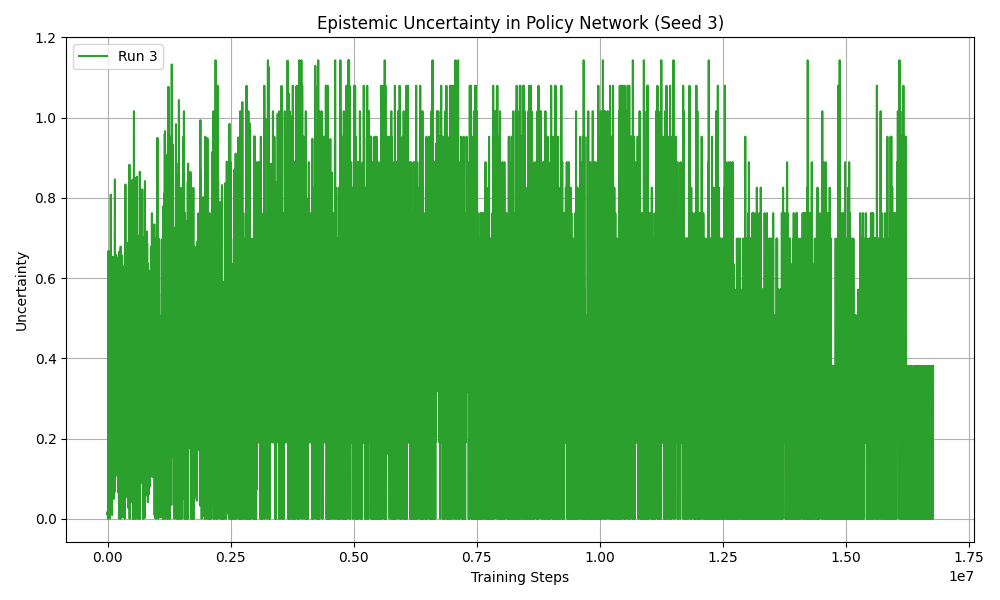 Epistemic Uncertainty in Policy Network (Seed 3)
Run 3
Uncertainty
1.2
1.0
0.8
0.6
0.4
0.2
0.0
0.00 0.25 0.50 0.75 1.00 1.25 1.50 1.75
1e7
Training Steps